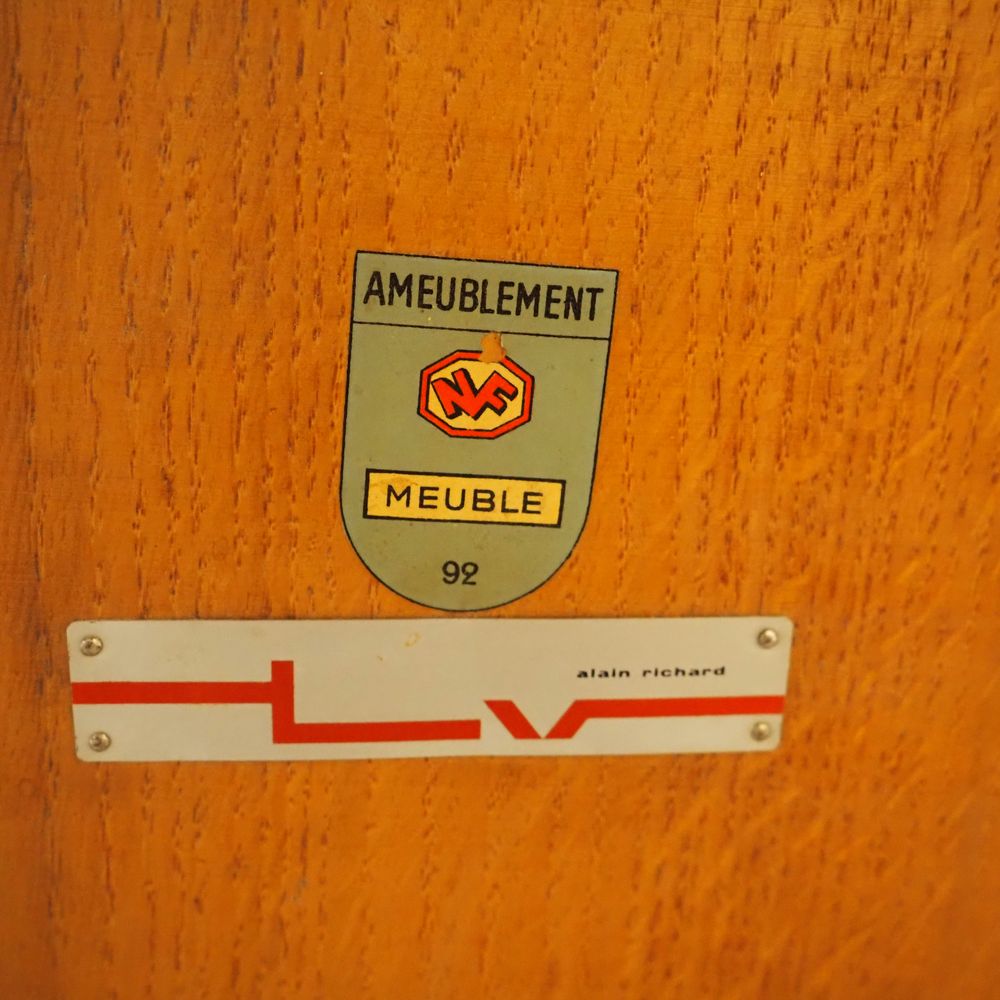 AMEUBLEMENT
NF
MEUBLE
92
alain richard
LV